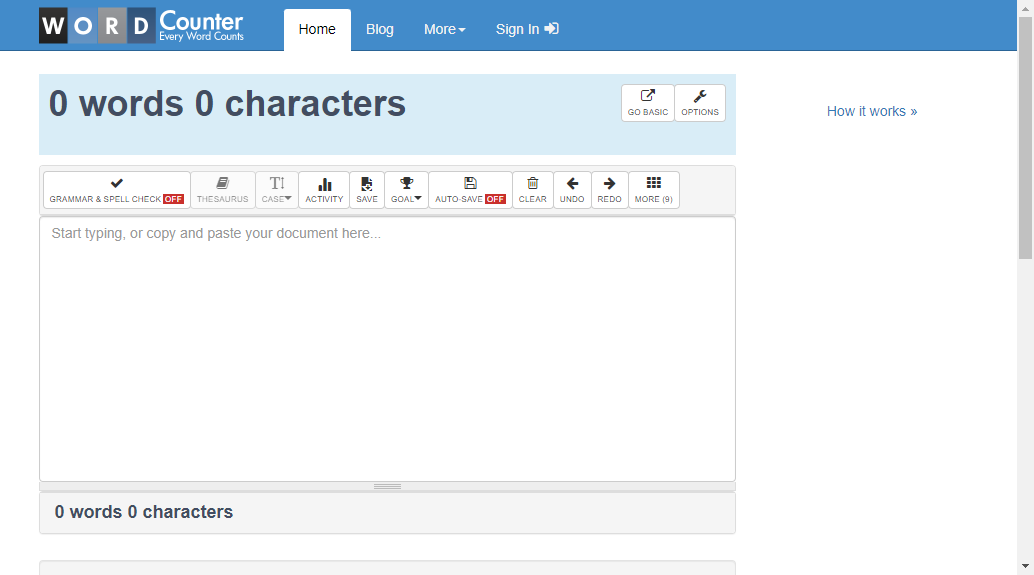 WORD Counter
Every Word Counts
Home
Blog
More
Sign In
0 words 0 characters
GO BASIC
OPTIONS
How it works »
GRAMMAR & SPELL CHECK OFF
THESAURUS
CASE
ACTIVITY
SAVE
GOAL
AUTO-SAVE OFF
CLEAR
UNDO
REDO
MORE (9)
Start typing, or copy and paste your document here...
0 words 0 characters